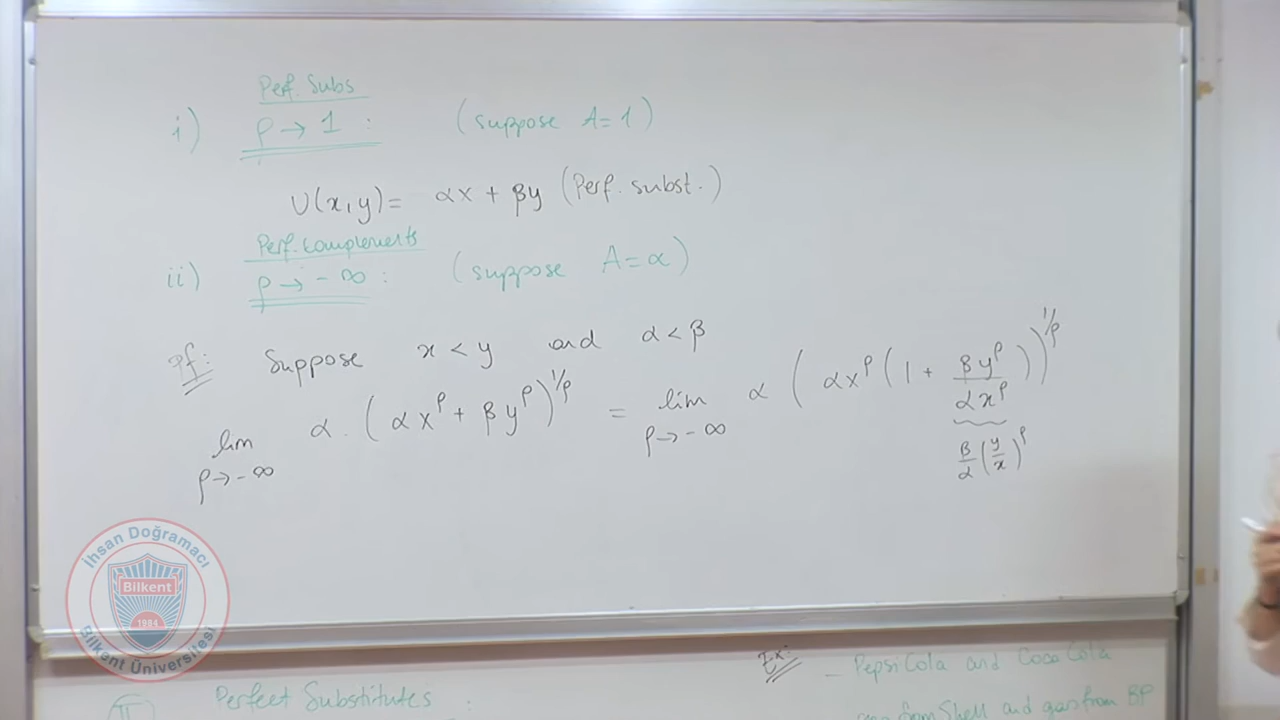 Perf. Subs
i) ρ → 1 : (suppose A=1)
U(x,y)= αx + βy (Perf. subst.)
Perf. Complements
ii) ρ → -∞ : (suppose A=α)
pf: Suppose x < y and α < β
lim ρ→-∞ α · (αx^ρ + βy^ρ)^1/ρ = lim ρ→-∞ α (αx^ρ (1 + βy^ρ/αx^ρ))^1/ρ
β/α (y/x)^ρ
İhsan Doğramacı
Bilkent
1984
Bilkent Üniversitesi
Ex:
- Pepsi Cola and Coca Cola
II Perfect Substitutes :
from Shell and gas from BP